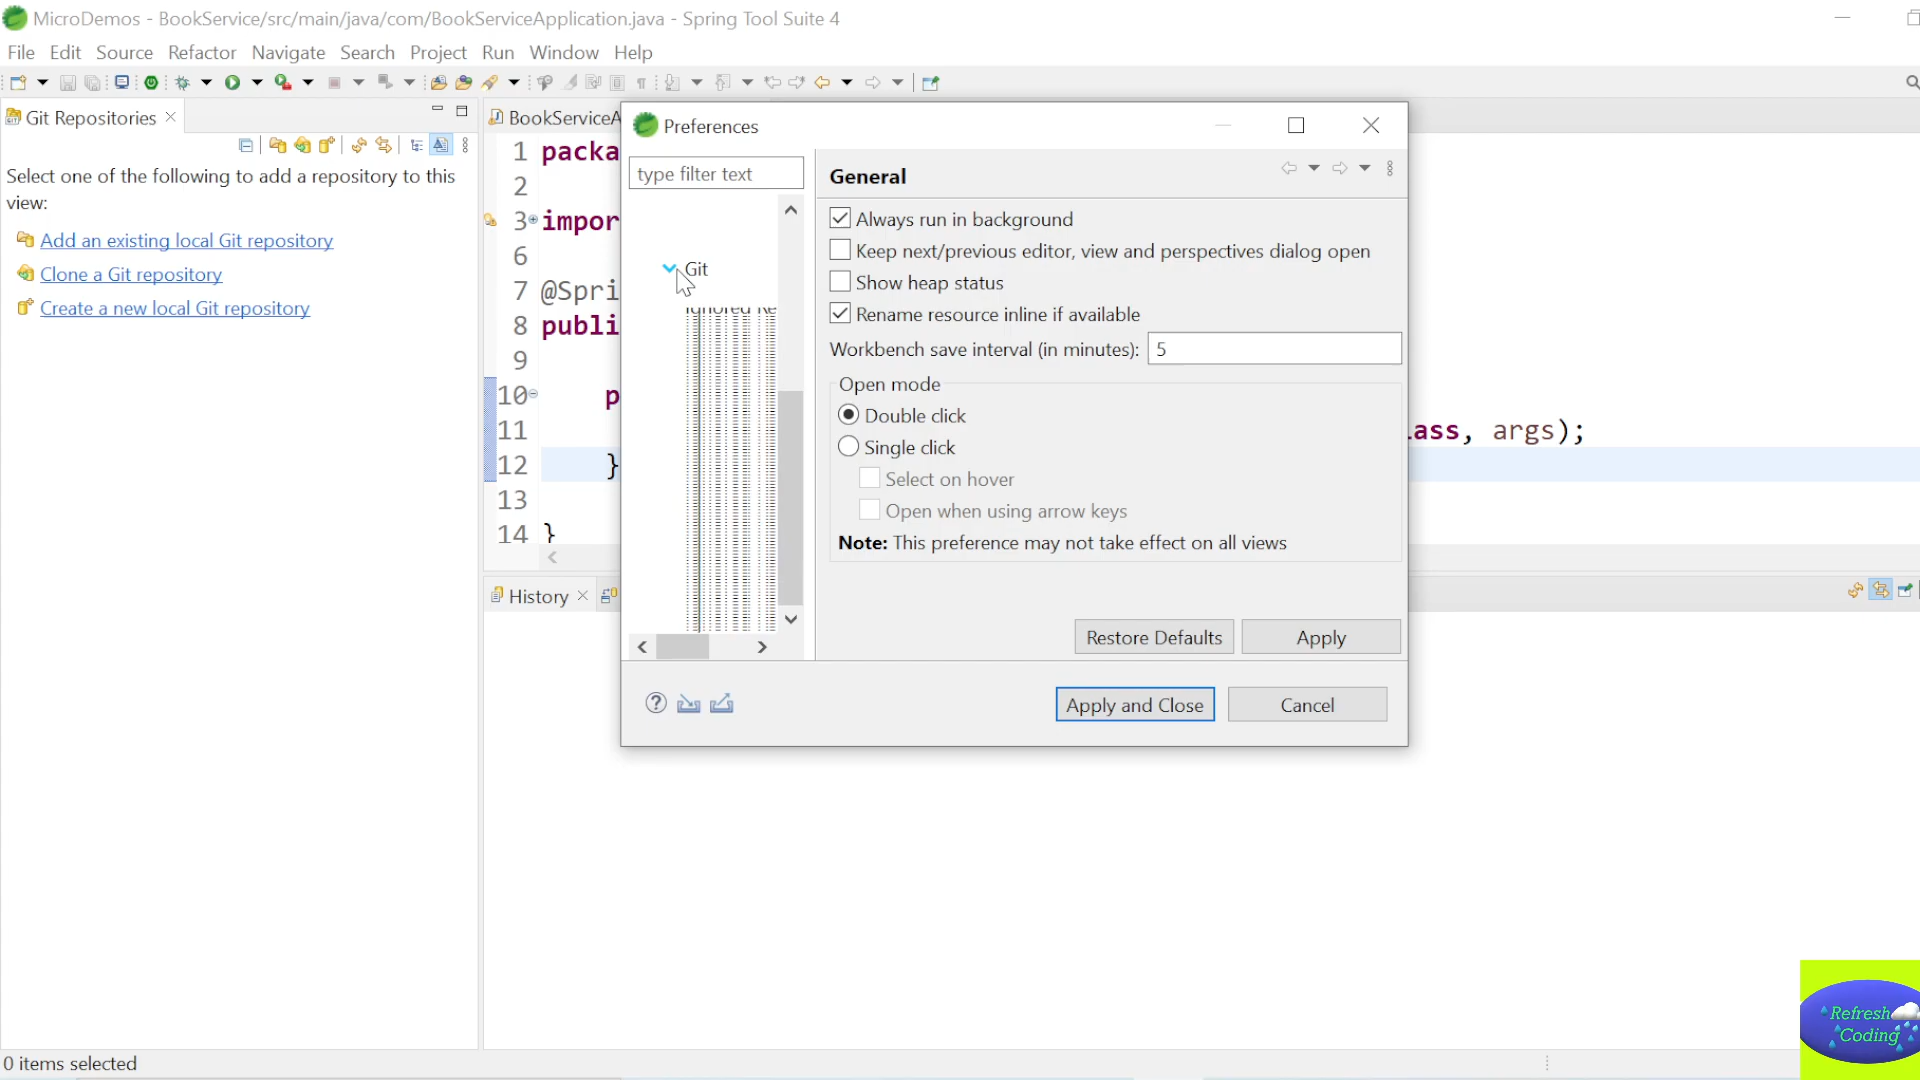 MicroDemos - BookService/src/main/java/com/BookServiceApplication.java - Spring Tool Suite 4
File Edit Source Refactor Navigate Search Project Run Window Help
Git Repositories
Select one of the following to add a repository to this
view:
Add an existing local Git repository
Clone a Git repository
Create a new local Git repository
BookServiceA
1 packa
2
3 impor
6
7 @Spri
8 publi
9
10 p
11 lass, args);
12 }
13
14 }
History
Preferences
type filter text
Git
Ignored Re
General
Always run in background
Keep next/previous editor, view and perspectives dialog open
Show heap status
Rename resource inline if available
Workbench save interval (in minutes): 5
Open mode
Double click
Single click
Select on hover
Open when using arrow keys
Note: This preference may not take effect on all views
Restore Defaults Apply
Apply and Close Cancel
0 items selected
Refresh
Coding